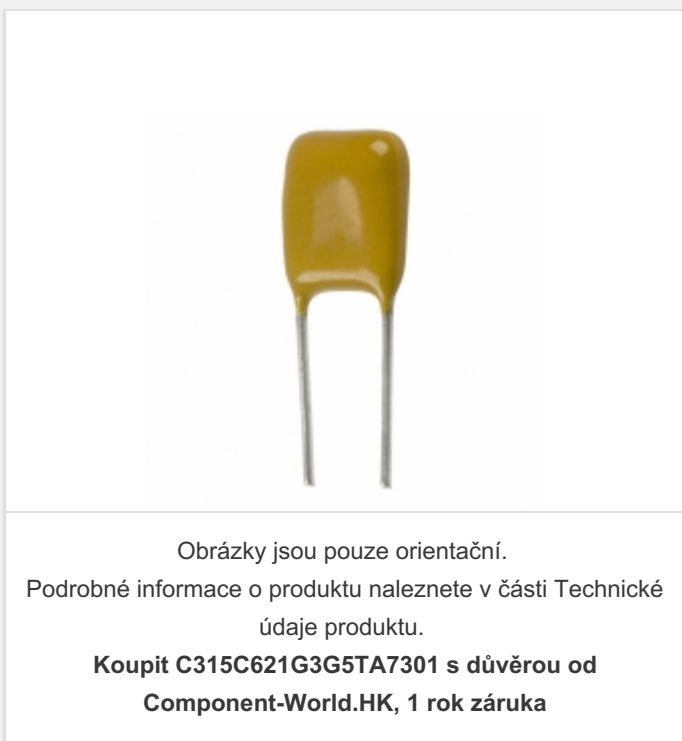 Obrázky jsou pouze orientační.
Podrobné informace o produktu naleznete v části Technické
údaje produktu.
Koupit C315C621G3G5TA7301 s důvěrou od
Component-World.HK, 1 rok záruka